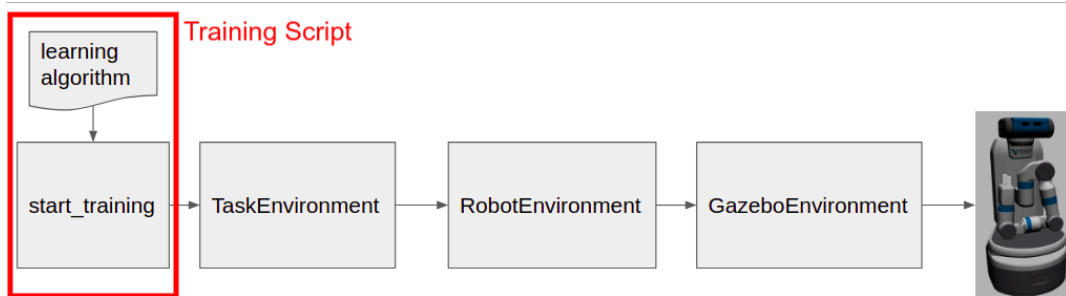 Training Script
learning
algorithm
start_training
TaskEnvironment
RobotEnvironment
GazeboEnvironment